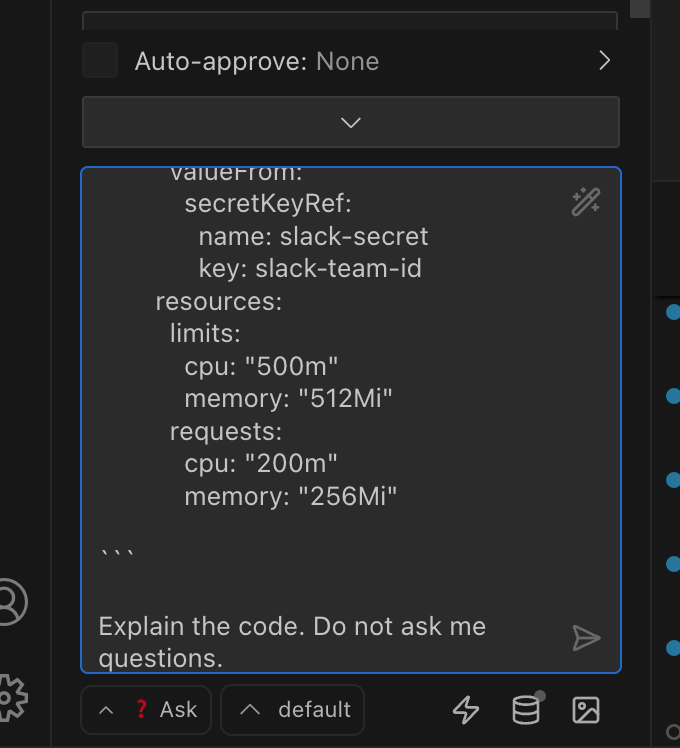 Auto-approve: None
valueFrom:
secretKeyRef:
name: slack-secret
key: slack-team-id
resources:
limits:
cpu: "500m"
memory: "512Mi"
requests:
cpu: "200m"
memory: "256Mi"
```
Explain the code. Do not ask me
questions.
? Ask
default